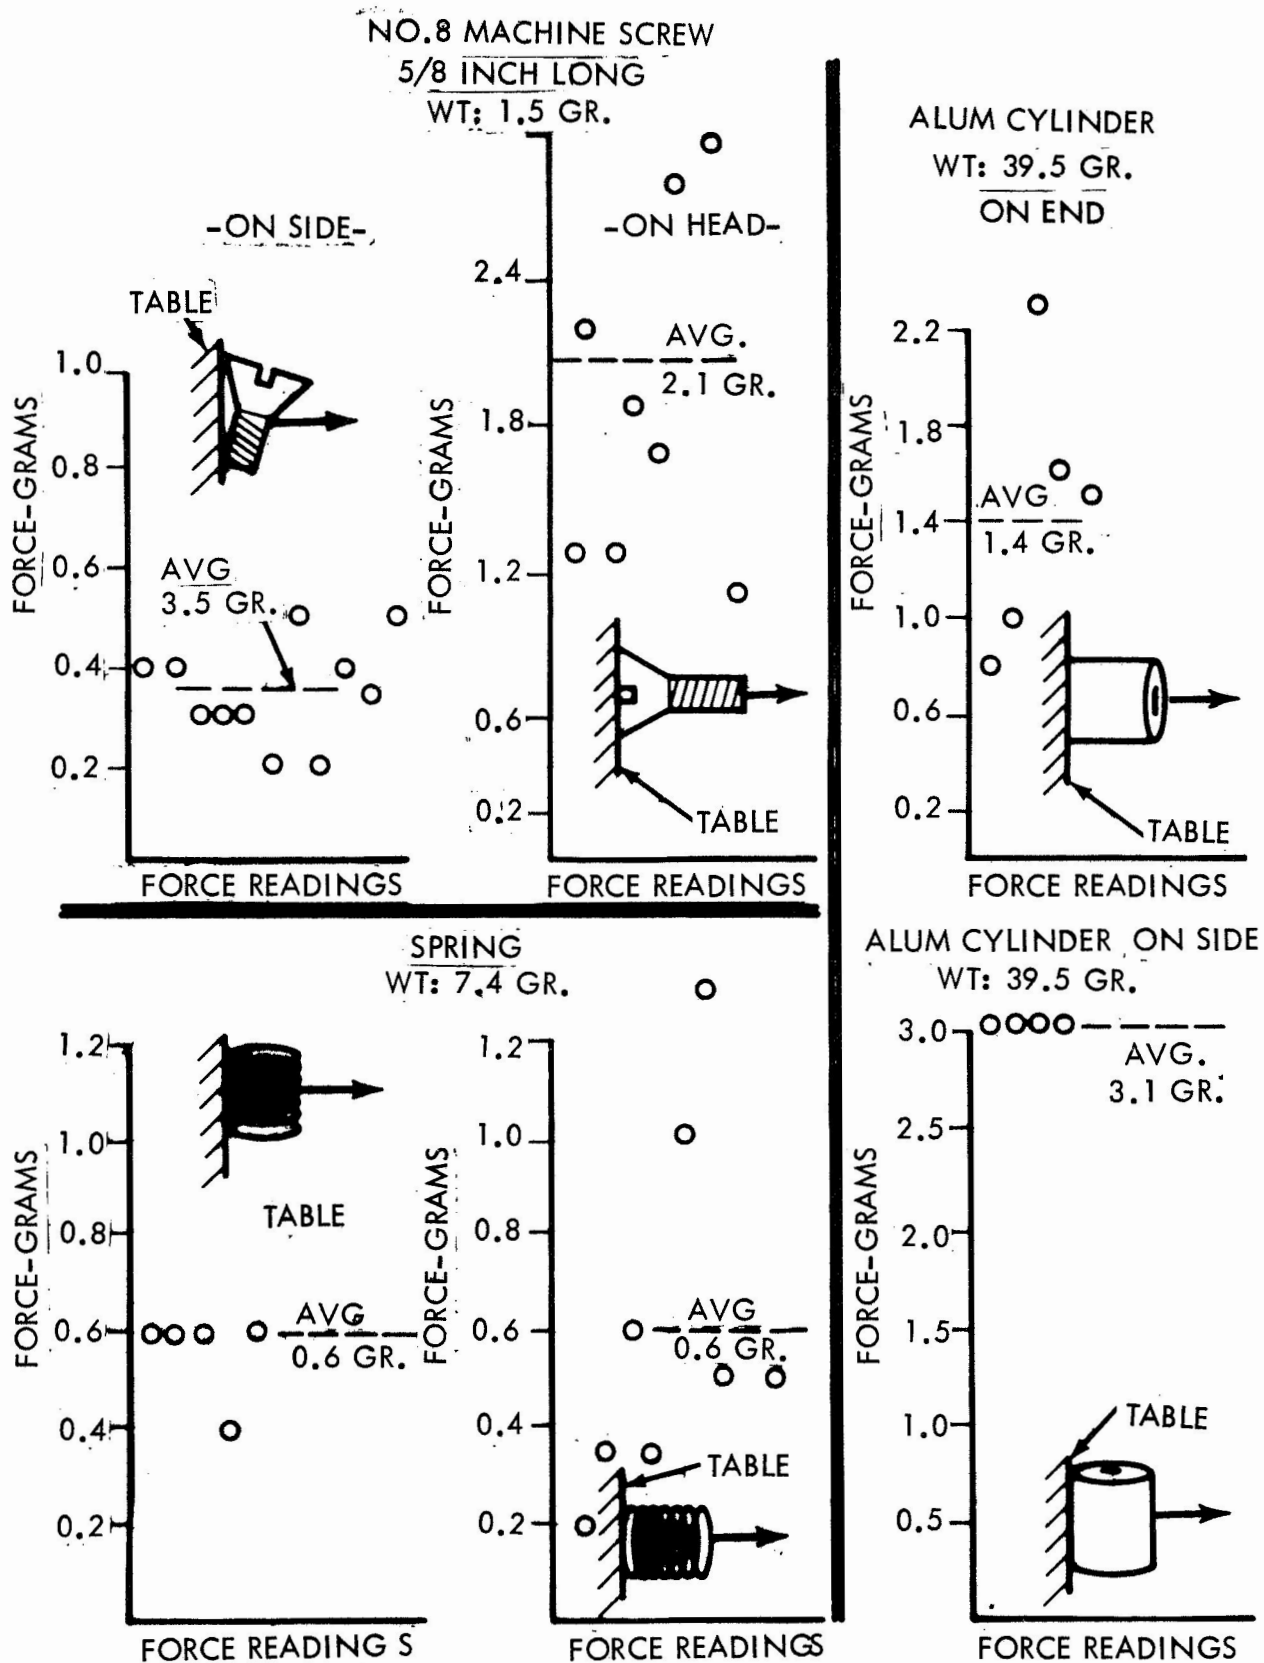 NO.8 MACHINE SCREW
5/8 INCH LONG
WT: 1.5 GR.
-ON SIDE-
TABLE
1.0
0.8
0.6
0.4
0.2
FORCE-GRAMS
AVG
3.5 GR.
FORCE READINGS
-ON HEAD-
2.4
1.8
1.2
0.6
0.2
FORCE-GRAMS
AVG.
2.1 GR.
TABLE
FORCE READINGS
ALUM CYLINDER
WT: 39.5 GR.
ON END
2.2
1.8
1.4
1.0
0.6
0.2
FORCE-GRAMS
AVG.
1.4 GR.
TABLE
FORCE READINGS
SPRING
WT: 7.4 GR.
1.2
1.0
0.8
0.6
0.4
0.2
FORCE-GRAMS
TABLE
AVG
0.6 GR.
FORCE READING S
1.2
1.0
0.8
0.6
0.4
0.2
FORCE-GRAMS
AVG
0.6 GR.
TABLE
FORCE READINGS
ALUM CYLINDER ON SIDE
WT: 39.5 GR.
3.0
2.5
2.0
1.5
1.0
0.5
FORCE-GRAMS
AVG.
3.1 GR.
TABLE
FORCE READINGS